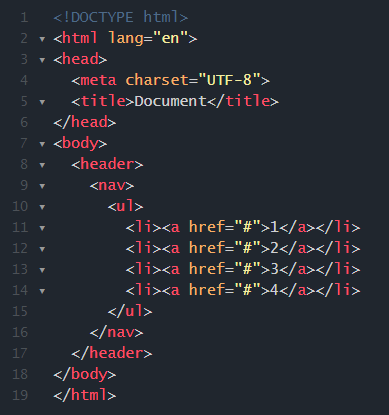 1 <!DOCTYPE html>
2 <html lang="en">
3 <head>
4   <meta charset="UTF-8">
5   <title>Document</title>
6 </head>
7 <body>
8   <header>
9     <nav>
10       <ul>
11         <li><a href="#">1</a></li>
12         <li><a href="#">2</a></li>
13         <li><a href="#">3</a></li>
14         <li><a href="#">4</a></li>
15       </ul>
16     </nav>
17   </header>
18 </body>
19 </html>